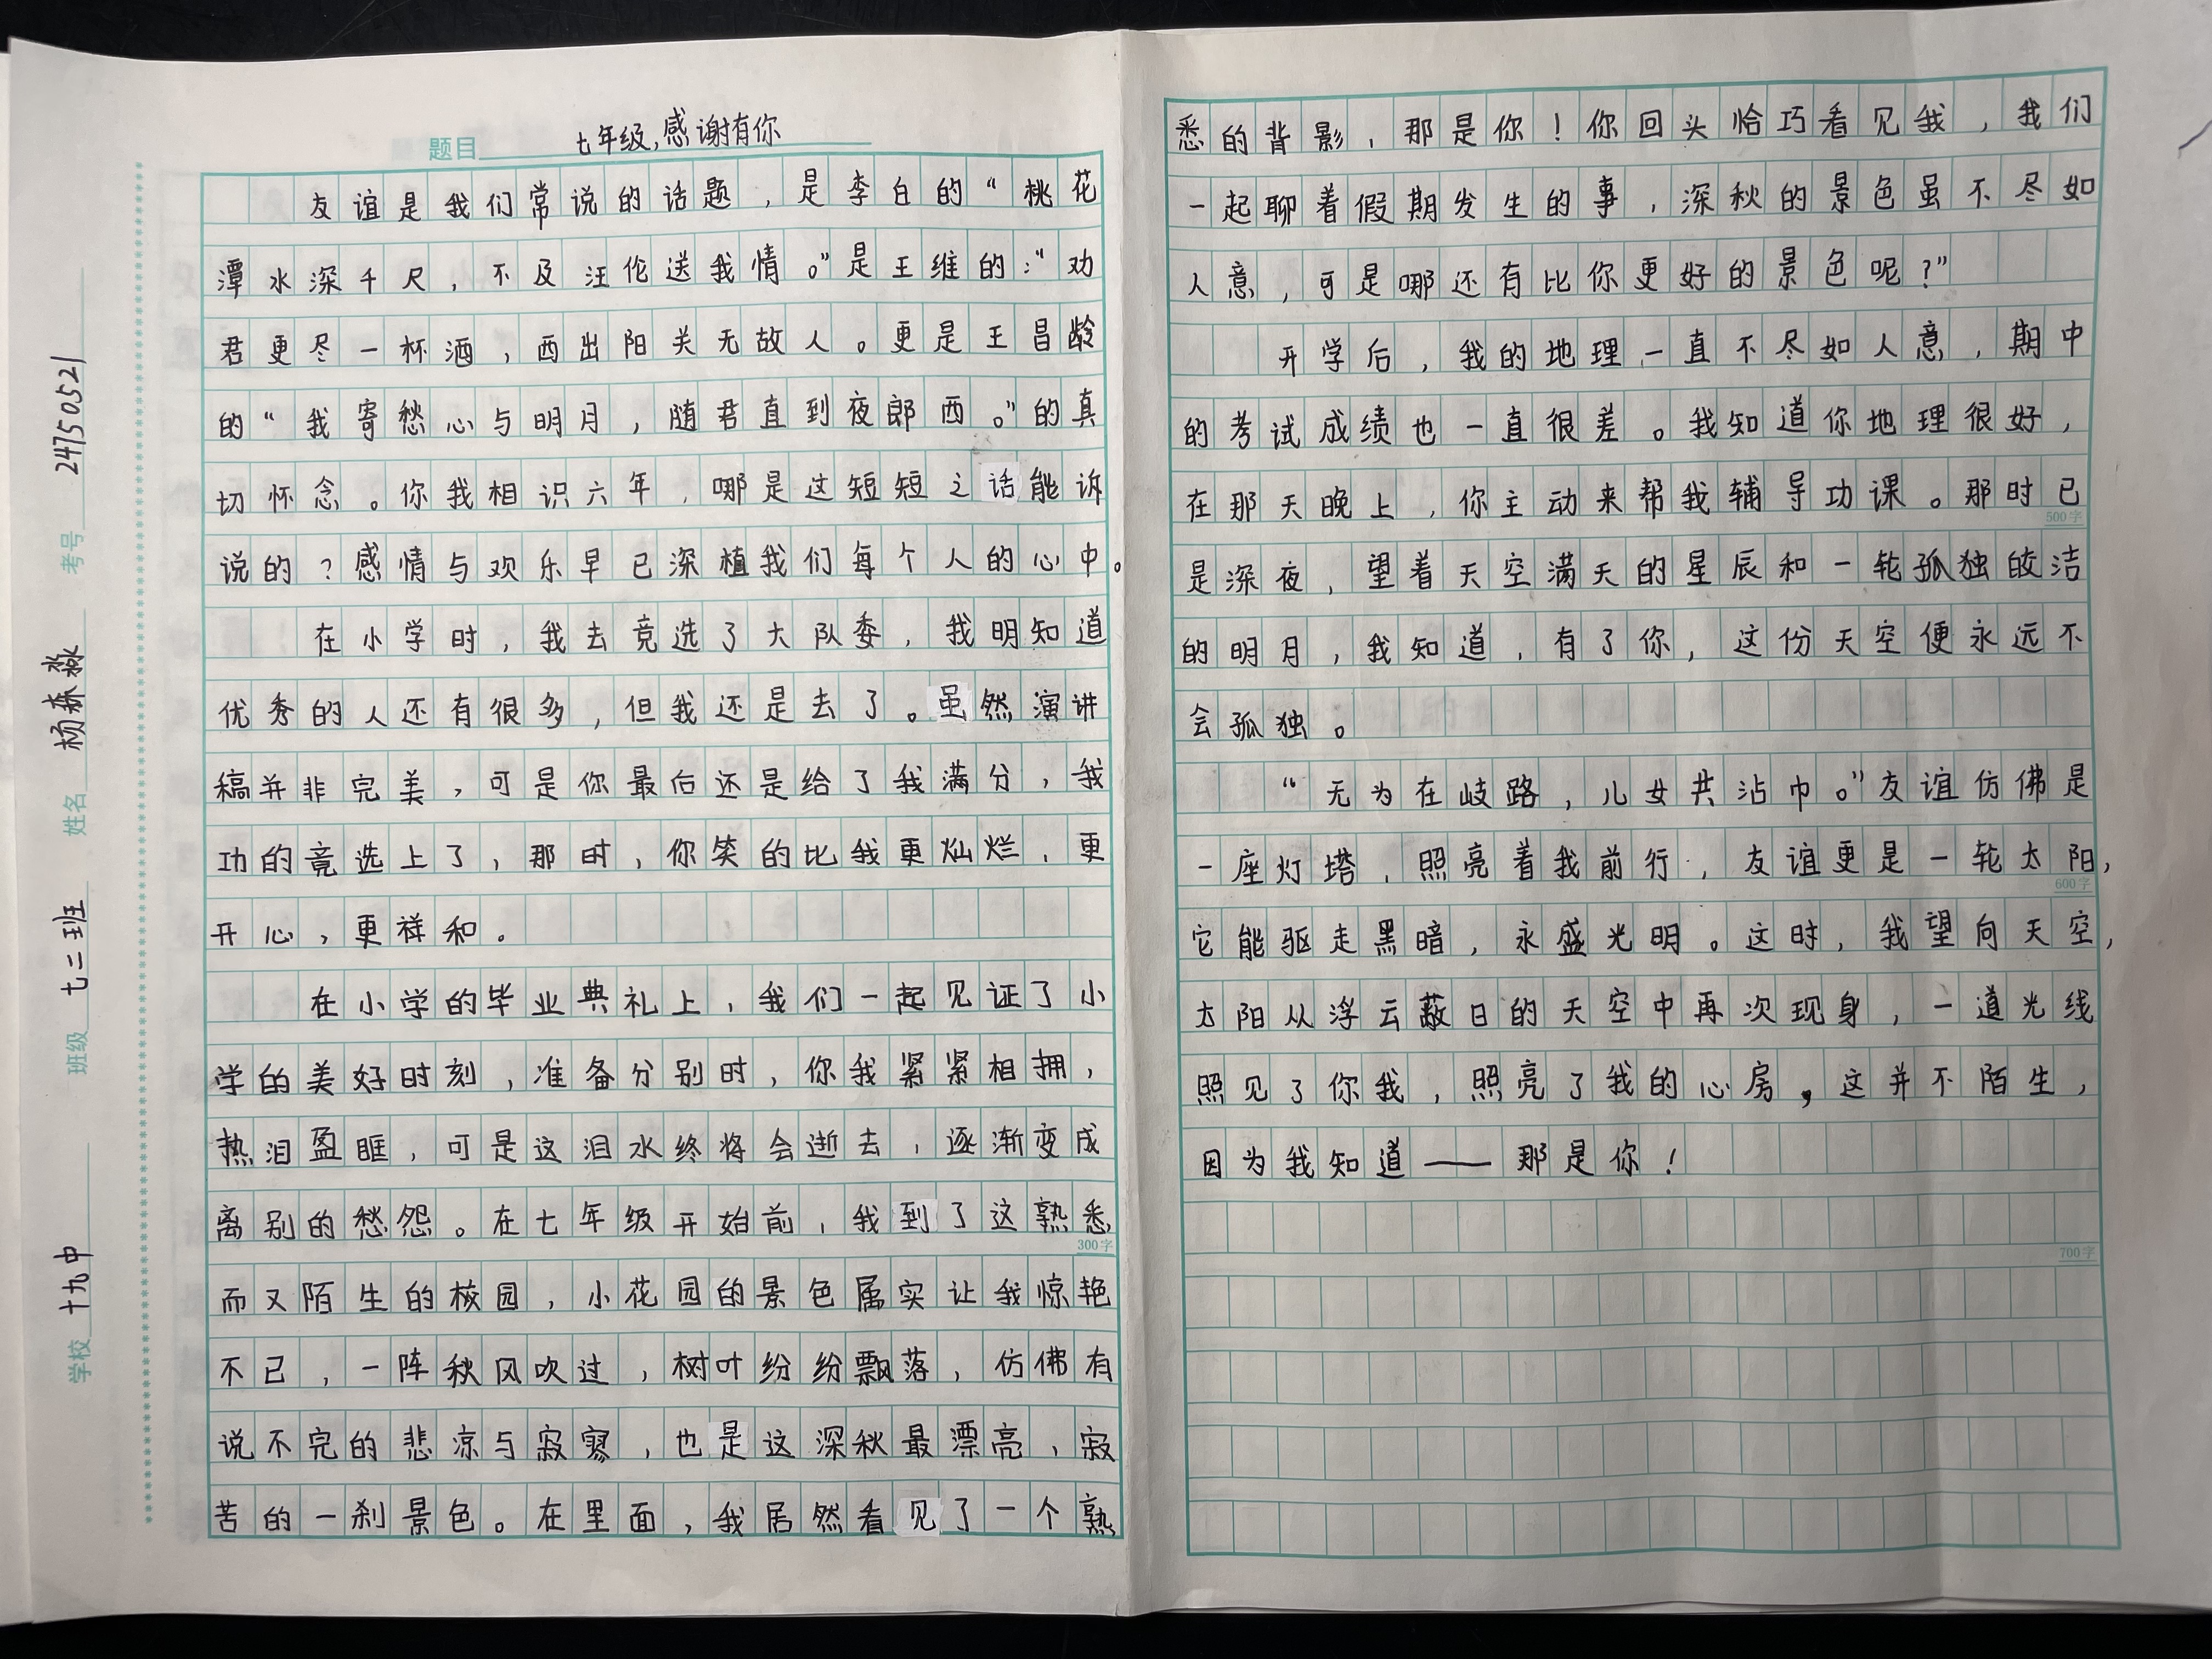 题目 七年级,感谢有你
友谊是我们常说的话题，是李白的“桃花
潭水深千尺，不及汪伦送我情。”是王维的:“劝
君更尽一杯酒，西出阳关无故人。更是王昌龄
的“我寄愁心与明月，随君直到夜郎西。”的真
切怀念。你我相识六年，哪是这短短之话能诉
说的？感情与欢乐早已深植我们每个人的心中。
在小学时，我去竞选了大队委，我明知道
优秀的人还有很多，但我还是去了。虽然演讲
稿并非完美，可是你最后还是给了我满分，我
功的竟选上了，那时，你笑的比我更灿烂，更
开心，更祥和。
在小学的毕业典礼上，我们一起见证了小
学的美好时刻，准备分别时，你我紧紧相拥，
热泪盈眶，可是这泪水终将会逝去，逐渐变成
离别的愁怨。在七年级开始前，我到了这熟悉
300字
而又陌生的校园，小花园的景色属实让我惊艳
不已，一阵秋风吹过，树叶纷纷飘落，仿佛有
说不完的悲凉与寂寥，也是这深秋最漂亮，寂
苦的一刹景色。在里面，我居然看见了一个熟
悉的背影，那是你！你回头恰巧看见我，我们
一起聊着假期发生的事，深秋的景色虽不尽如
人意，可是哪还有比你更好的景色呢？”
开学后，我的地理一直不尽如人意，期中
的考试成绩也一直很差。我知道你地理很好，
在那天晚上，你主动来帮我辅导功课。那时已
500字
是深夜，望着天空满天的星辰和一轮孤独皎洁
的明月，我知道，有了你，这份天空便永远不
会孤独。
“无为在岐路，儿女共沾巾。”友谊仿佛是
一座灯塔，照亮着我前行，友谊更是一轮太阳，
600字
它能驱走黑暗，永盛光明。这时，我望向天空，
太阳从浮云蔽日的天空中再次现身，一道光线
照见了你我，照亮了我的心房，这并不陌生，
因为我知道——那是你！
700字
学校 十九中 班级 七二班 姓名 杨森淼 考号 247150521